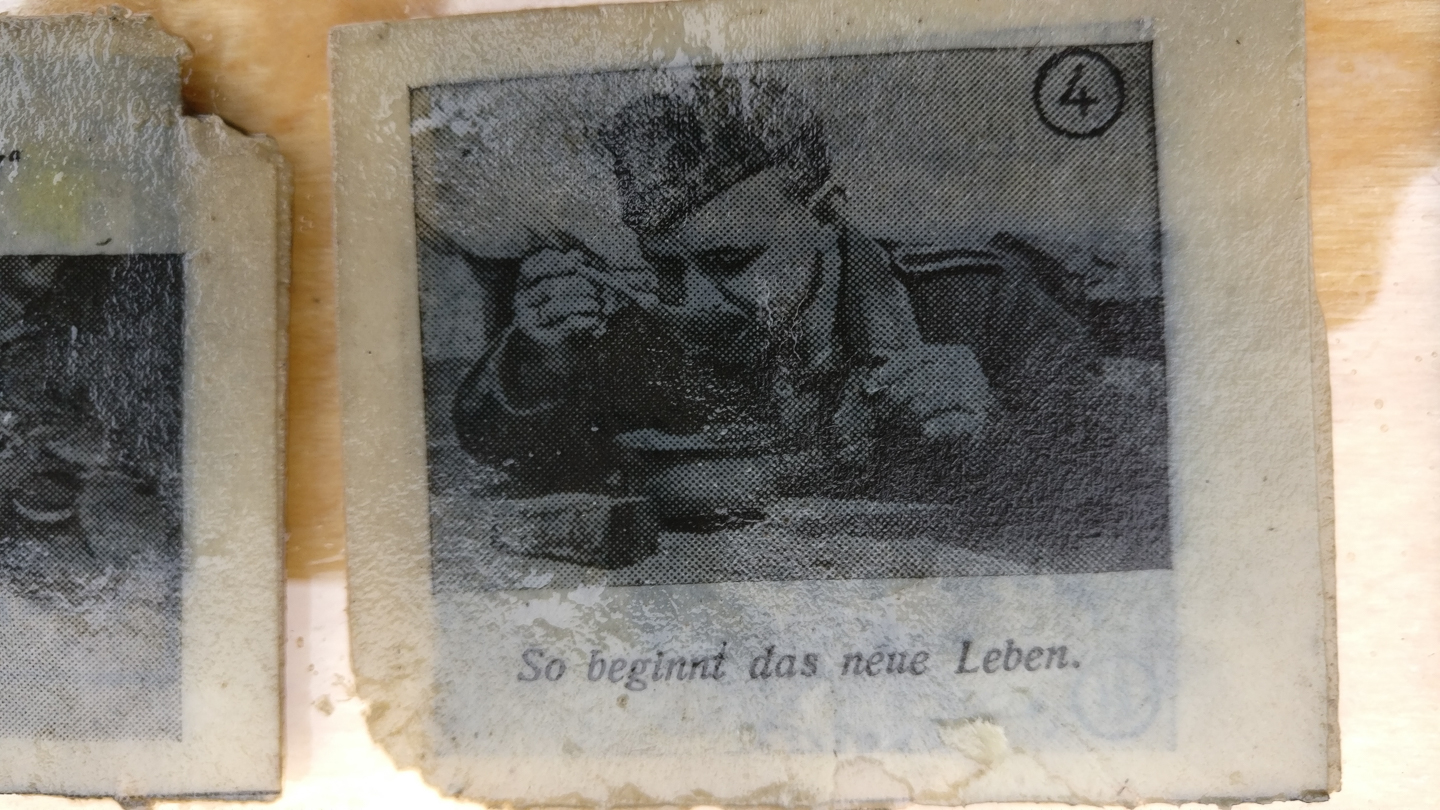 4
So beginnt das neue Leben.